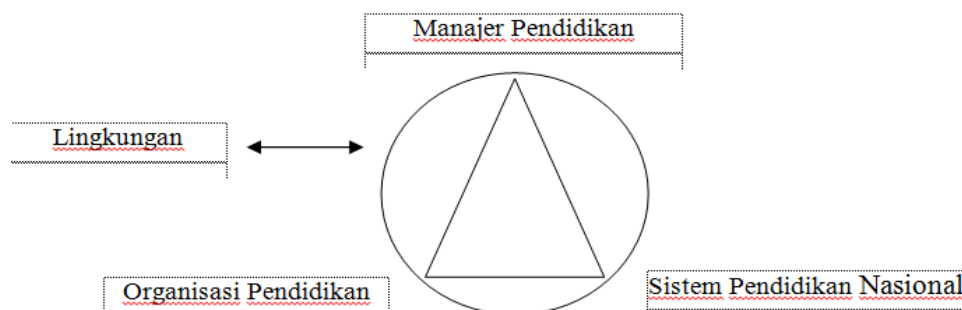 Manajer Pendidikan
Lingkungan
Organisasi Pendidikan
Sistem Pendidikan Nasional